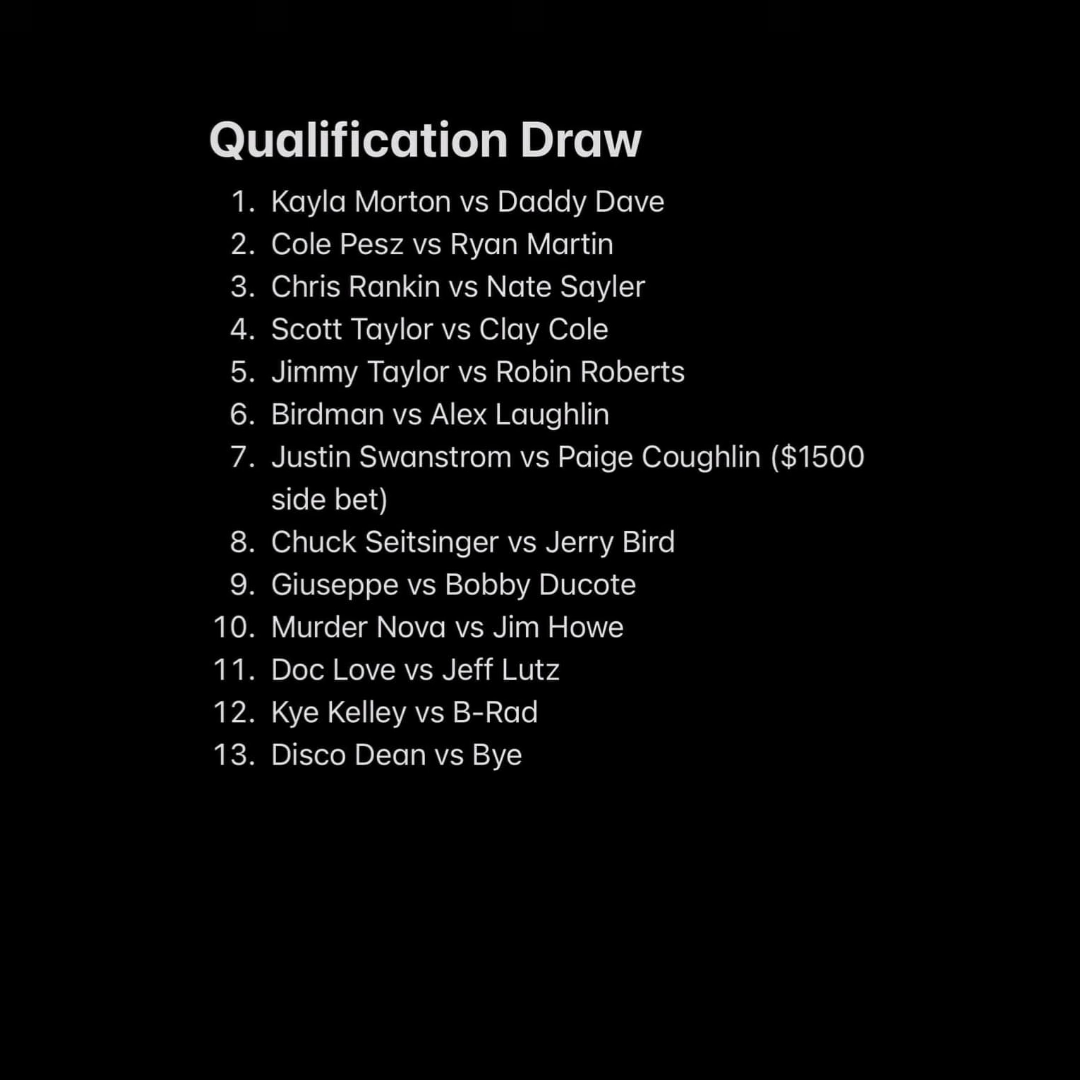 Qualification Draw
1. Kayla Morton vs Daddy Dave
2. Cole Pesz vs Ryan Martin
3. Chris Rankin vs Nate Sayler
4. Scott Taylor vs Clay Cole
5. Jimmy Taylor vs Robin Roberts
6. Birdman vs Alex Laughlin
7. Justin Swanstrom vs Paige Coughlin ($1500
side bet)
8. Chuck Seitsinger vs Jerry Bird
9. Giuseppe vs Bobby Ducote
10. Murder Nova vs Jim Howe
11. Doc Love vs Jeff Lutz
12. Kye Kelley vs B-Rad
13. Disco Dean vs Bye